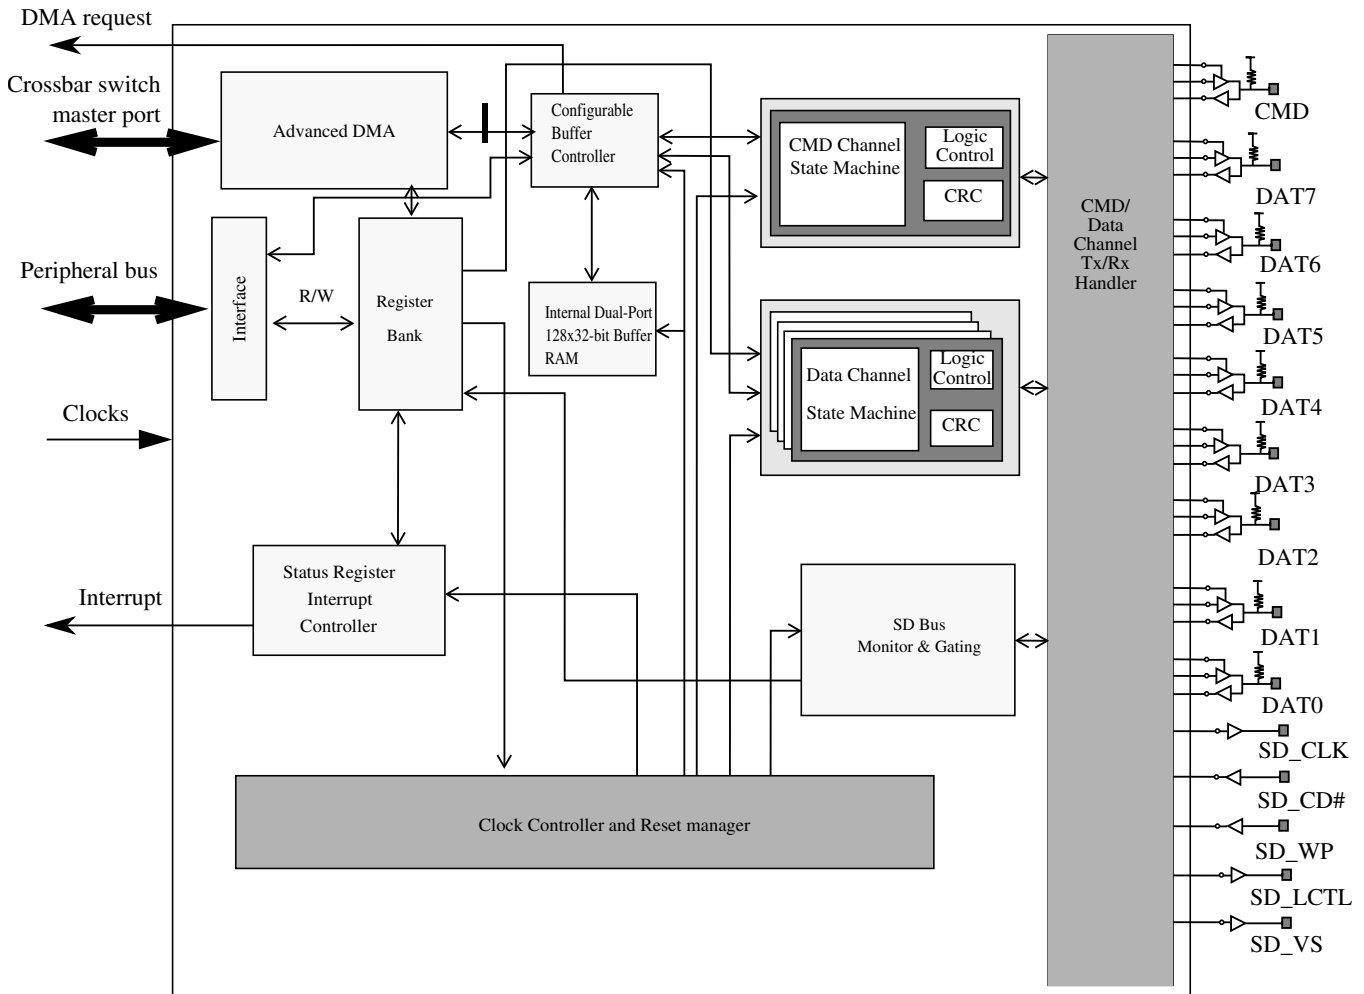 DMA request
Crossbar switch
master port
Advanced DMA
Configurable
Buffer
Controller
CMD Channel
State Machine
Logic
Control
CRC
CMD/
Data
Channel
Tx/Rx
Handler
Peripheral bus
Interface
R/W
Register
Bank
Internal Dual-Port
128x32-bit Buffer
RAM
Data Channel
State Machine
Logic
Control
CRC
Clocks
Interrupt
Status Register
Interrupt
Controller
SD Bus
Monitor & Gating
Clock Controller and Reset manager
CMD
DAT7
DAT6
DAT5
DAT4
DAT3
DAT2
DAT1
DAT0
SD_CLK
SD_CD#
SD_WP
SD_LCTL
SD_VS